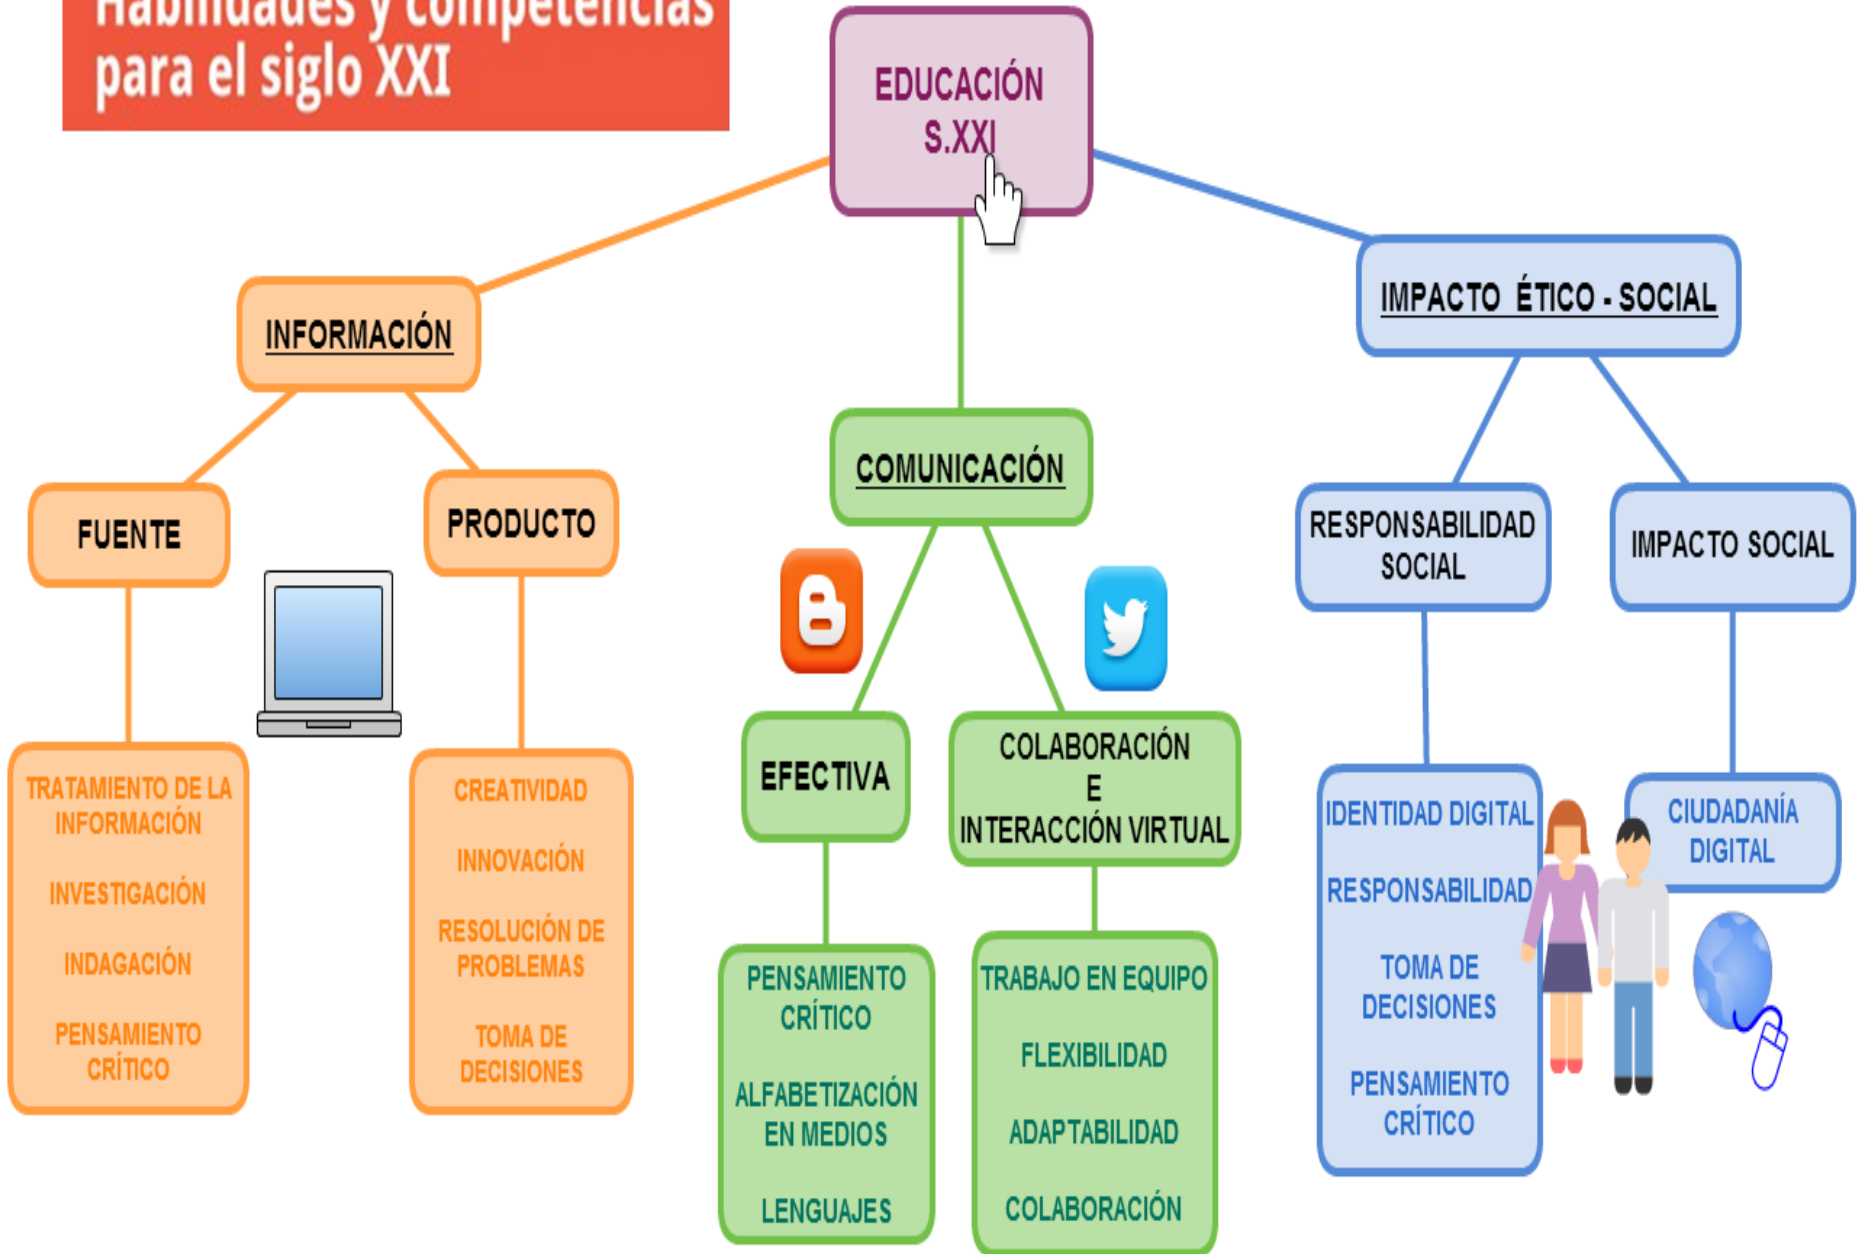 Habilidades y competencias
para el siglo XXI
EDUCACIÓN
S.XXI
INFORMACIÓN
FUENTE
PRODUCTO
TRATAMIENTO DE LA
INFORMACIÓN
INVESTIGACIÓN
INDAGACIÓN
PENSAMIENTO
CRÍTICO
CREATIVIDAD
INNOVACIÓN
RESOLUCIÓN DE
PROBLEMAS
TOMA DE
DECISIONES
COMUNICACIÓN
EFECTIVA
COLABORACIÓN
E
INTERACCIÓN VIRTUAL
PENSAMIENTO
CRÍTICO
ALFABETIZACIÓN
EN MEDIOS
LENGUAJES
TRABAJO EN EQUIPO
FLEXIBILIDAD
ADAPTABILIDAD
COLABORACIÓN
IMPACTO ÉTICO - SOCIAL
RESPONSABILIDAD
SOCIAL
IMPACTO SOCIAL
IDENTIDAD DIGITAL
RESPONSABILIDAD
TOMA DE
DECISIONES
PENSAMIENTO
CRÍTICO
CIUDADANÍA
DIGITAL